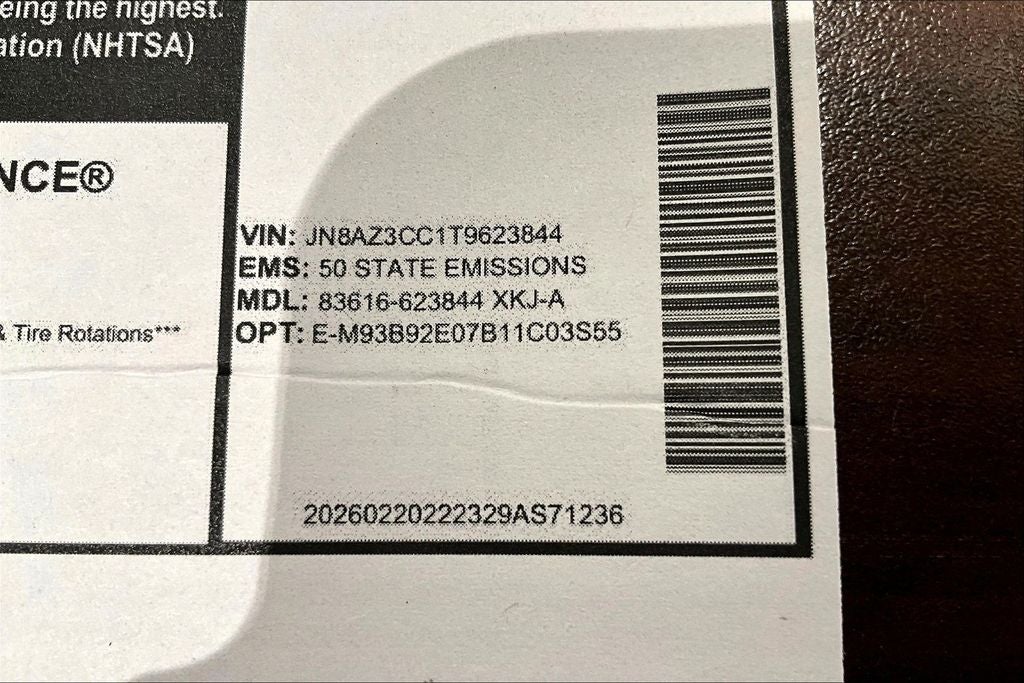 eing the highest.
ation (NHTSA)
NCE®
& Tire Rotations***
VIN: JN8AZ3CC1T9623844
EMS: 50 STATE EMISSIONS
MDL: 83616-623844 XKJ-A
OPT: E-M93B92E07B11C03S55
20260220222329AS71236